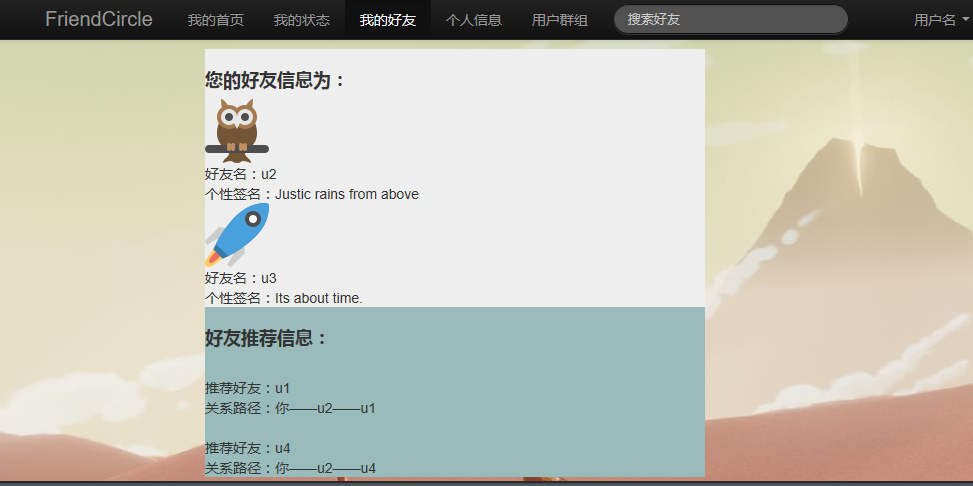 FriendCircle 我的首页 我的状态 我的好友 个人信息 用户群组 搜索好友 用户名
您的好友信息为：
好友名：u2
个性签名：Justic rains from above
好友名：u3
个性签名：Its about time.
好友推荐信息：
推荐好友：u1
关系路径：你——u2——u1
推荐好友：u4
关系路径：你——u2——u4